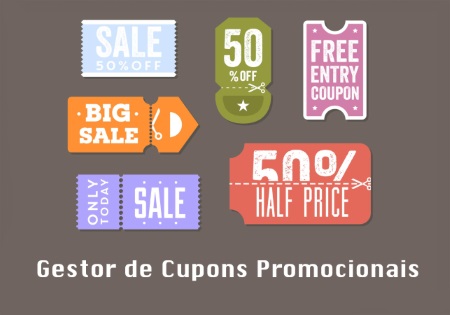 SALE
50% OFF
50
% OFF
FREE
ENTRY
COUPON
BIG
SALE
50%
HALF PRICE
ONLY
TODAY
SALE
Gestor de Cupons Promocionais